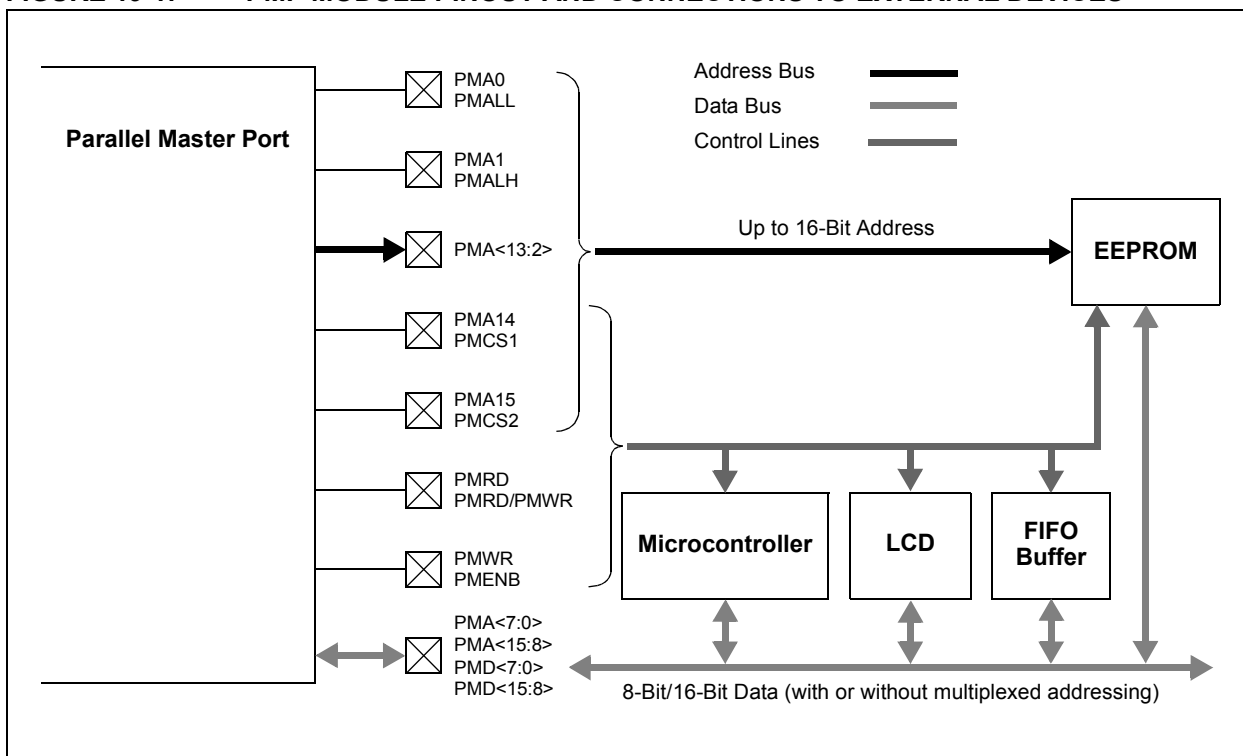 Address Bus
Data Bus
Control Lines
Parallel Master Port
PMA0
PMALL
PMA1
PMALH
PMA<13:2>
Up to 16-Bit Address
EEPROM
PMA14
PMCS1
PMA15
PMCS2
PMRD
PMRD/PMWR
PMWR
PMENB
Microcontroller
LCD
FIFO
Buffer
PMA<7:0>
PMA<15:8>
PMD<7:0>
PMD<15:8>
8-Bit/16-Bit Data (with or without multiplexed addressing)